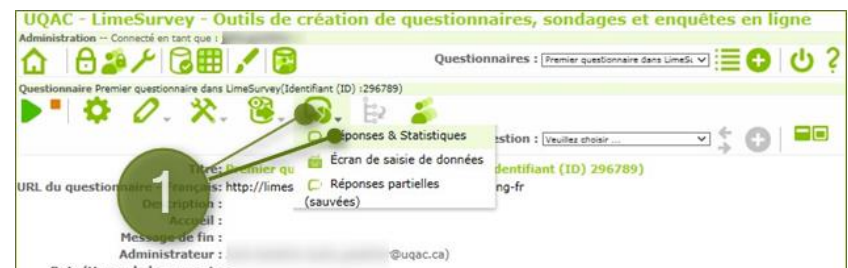 UQAC - LimeSurvey - Outils de création de questionnaires, sondages et enquêtes en ligne
Administration -- Connecté en tant que :
Questionnaires : Premier questionnaire dans LimeSu
Questionnaire Premier questionnaire dans LimeSurvey(Identifiant (ID) :296789)
Réponses & Statistiques
estion : Veuillez choisir ...
Écran de saisie de données
1
Titre: Premier qu dentifiant (ID) 296789)
Réponses partielles
(sauvées)
URL du questionnaire - Français: http://limes ng-fr
Description :
Accueil :
Message de fin :
Administrateur : @uqac.ca)